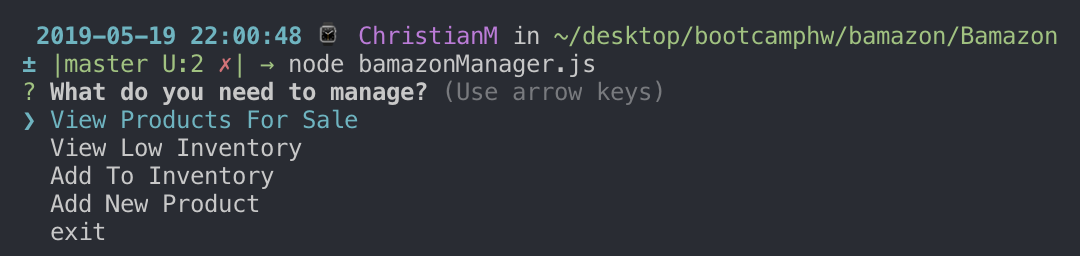 2019-05-19 22:00:48 ⌚ ChristianM in ~/desktop/bootcamphw/bamazon/Bamazon
± |master U:2 ✗| → node bamazonManager.js
? What do you need to manage? (Use arrow keys)
❯ View Products For Sale
View Low Inventory
Add To Inventory
Add New Product
exit